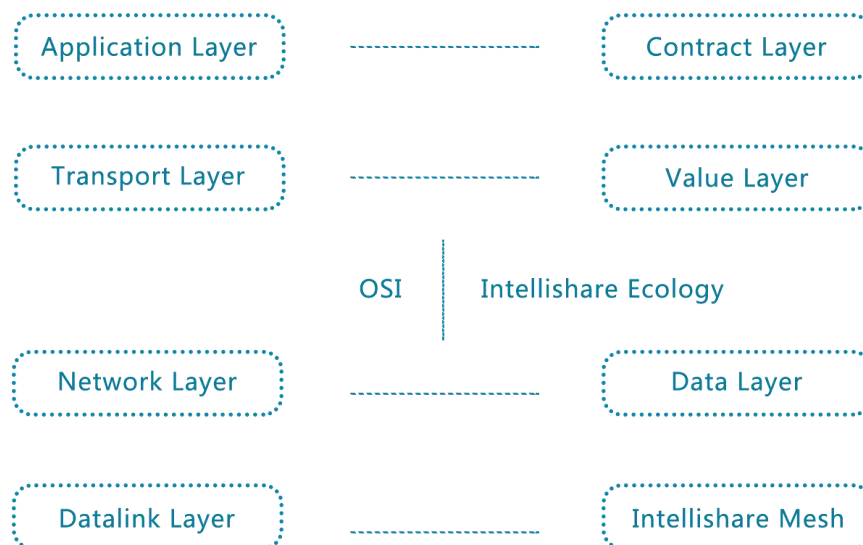 Application Layer
Contract Layer
Transport Layer
Value Layer
OSI
Intellishare Ecology
Network Layer
Data Layer
Datalink Layer
Intellishare Mesh